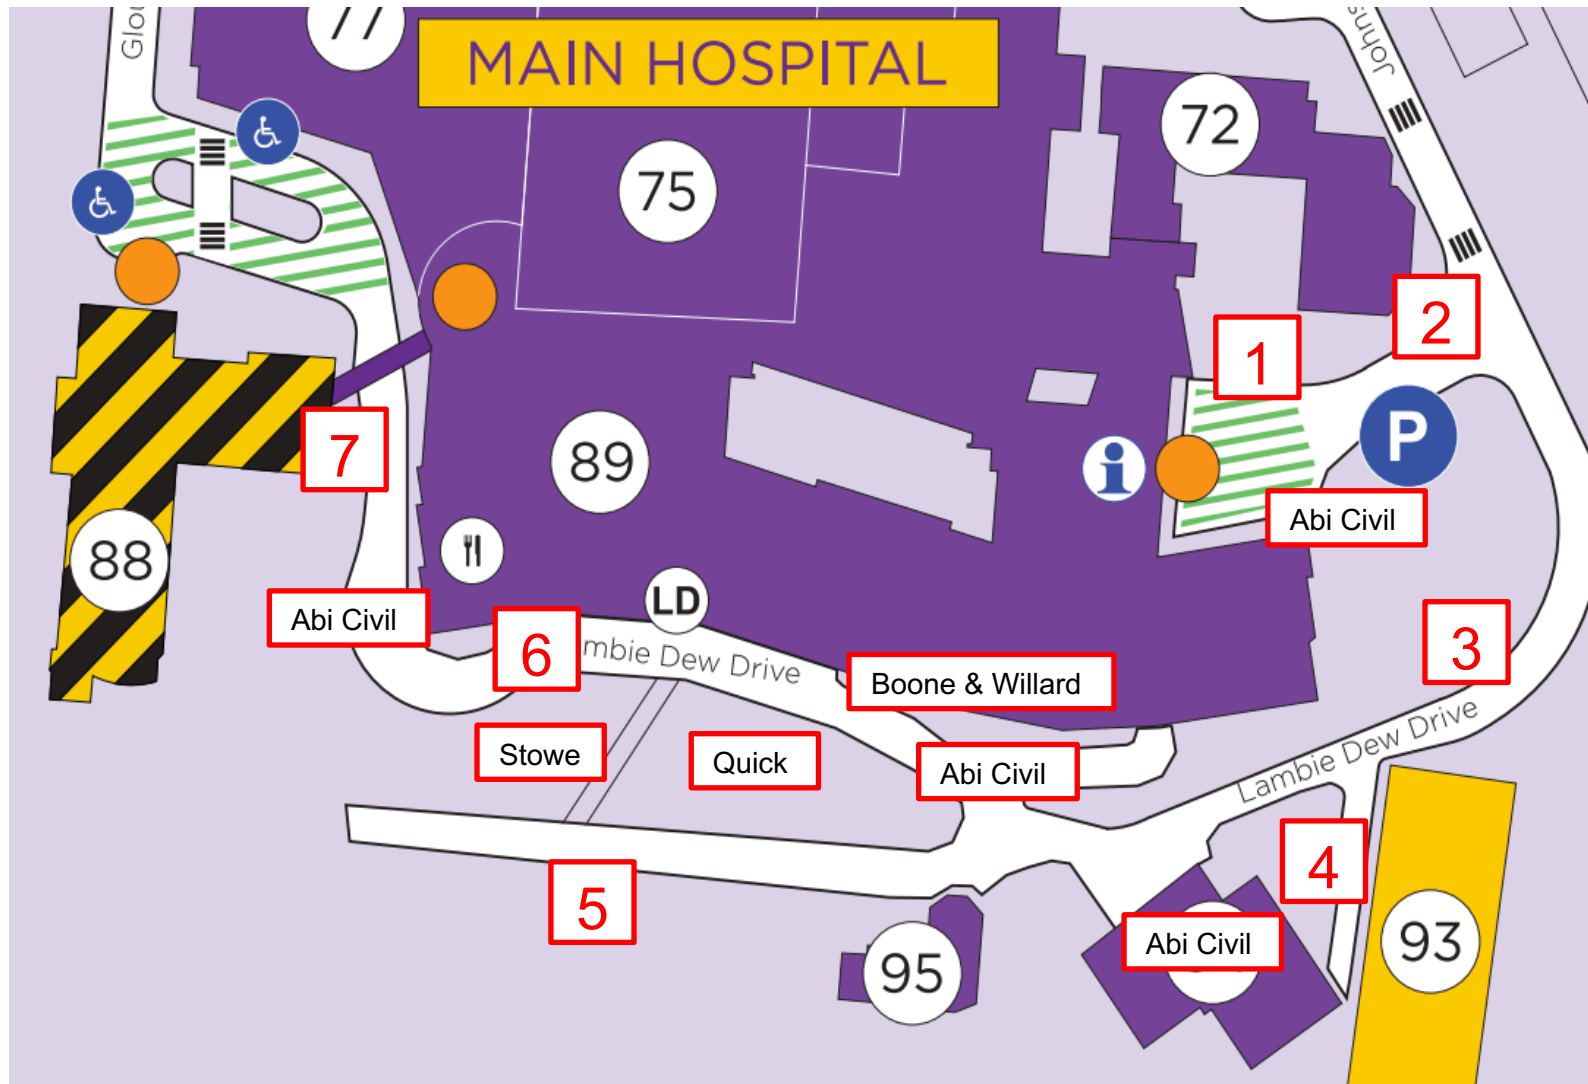 77
MAIN HOSPITAL
72
75
P
1
2
7
89
i
88
Abi Civil
Abi Civil
LD
6
mbie Dew Drive
3
Boone & Willard
Stowe
Quick
Abi Civil
Lambie Dew Drive
4
5
Abi Civil
93
95